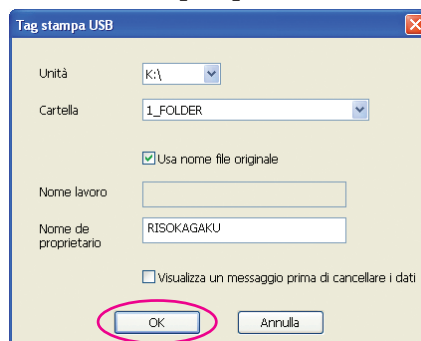 Tag stampa USB
Unità K:\
Cartella 1_FOLDER
Usa nome file originale
Nome lavoro
Nome de RISOKAGAKU
proprietario
Visualizza un messaggio prima di cancellare i dati
OK Annulla